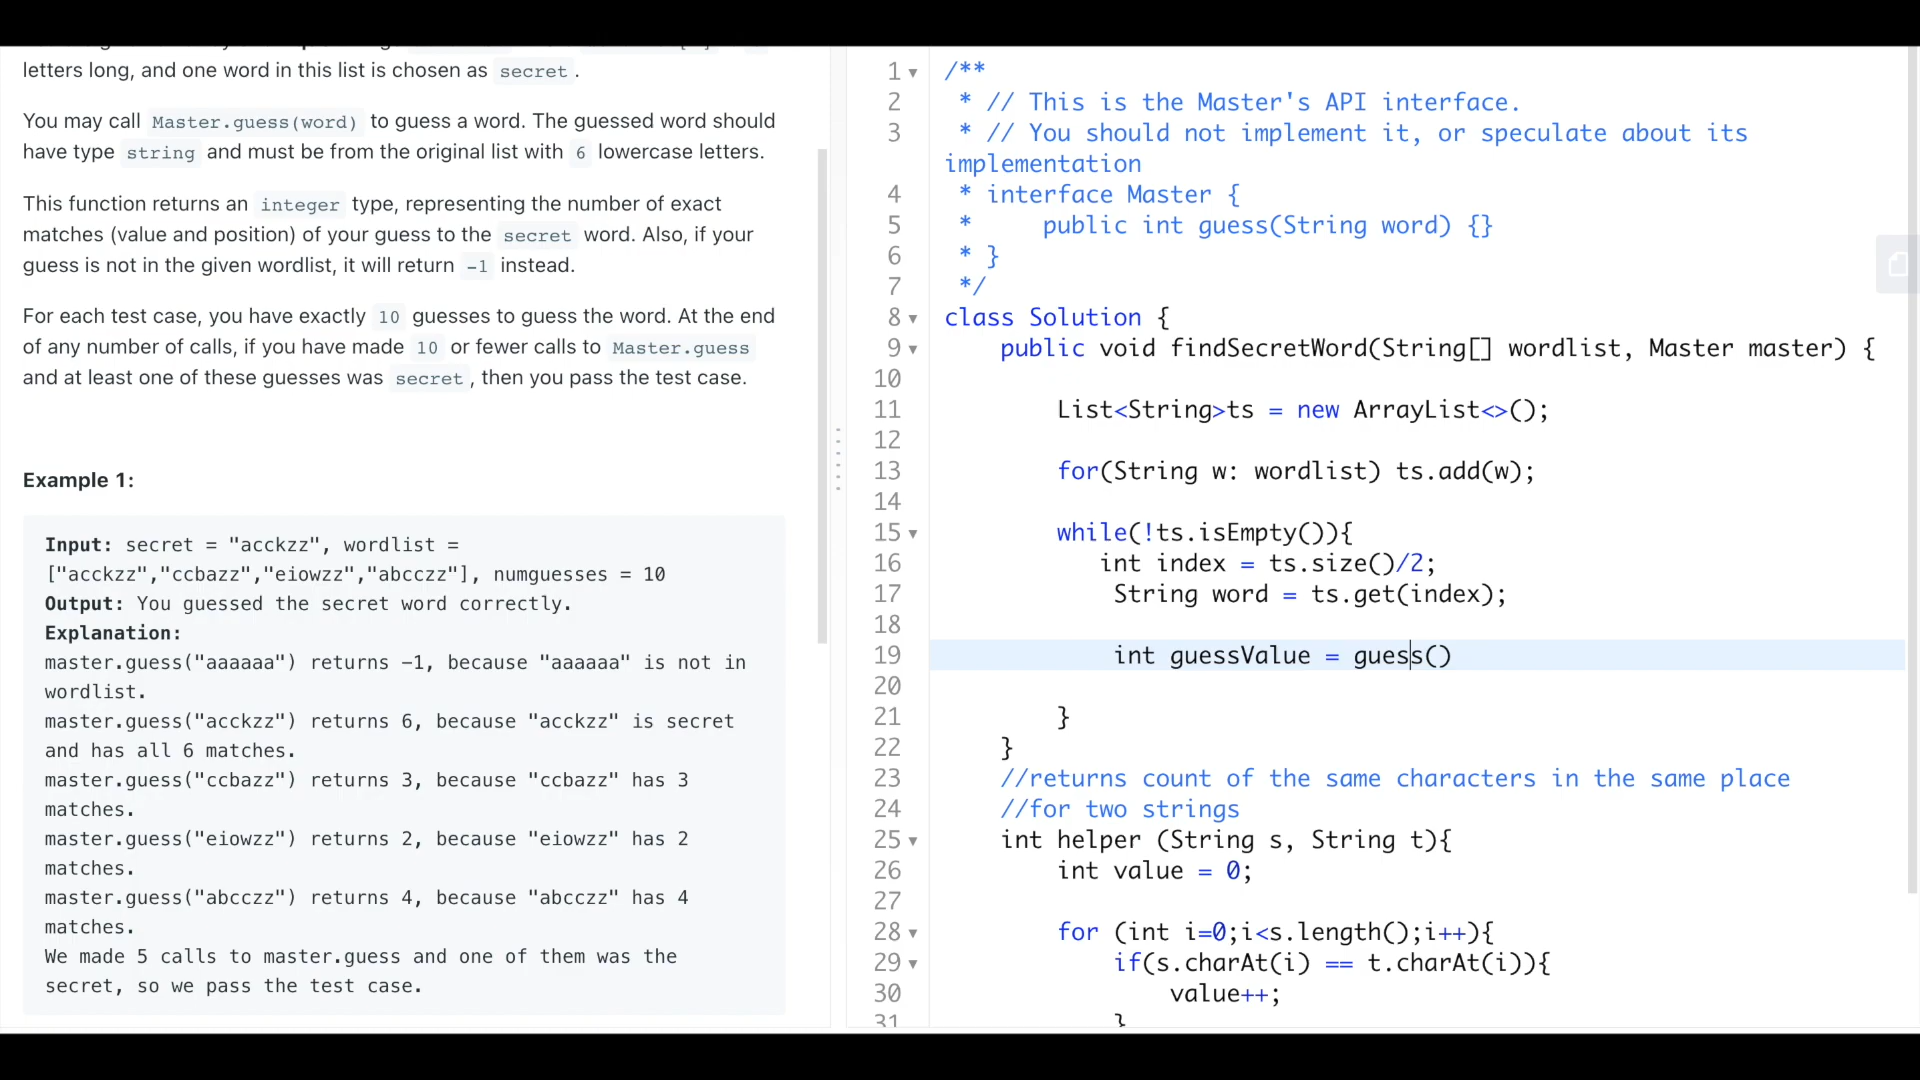 letters long, and one word in this list is chosen as secret .
You may call Master.guess(word) to guess a word. The guessed word should
have type string and must be from the original list with 6 lowercase letters.
This function returns an integer type, representing the number of exact
matches (value and position) of your guess to the secret word. Also, if your
guess is not in the given wordlist, it will return -1 instead.
For each test case, you have exactly 10 guesses to guess the word. At the end
of any number of calls, if you have made 10 or fewer calls to Master.guess
and at least one of these guesses was secret , then you pass the test case.
Example 1:
Input: secret = "acckzz", wordlist =
["acckzz","ccbazz","eiowzz","abcczz"], numguesses = 10
Output: You guessed the secret word correctly.
Explanation:
master.guess("aaaaaa") returns -1, because "aaaaaa" is not in
wordlist.
master.guess("acckzz") returns 6, because "acckzz" is secret
and has all 6 matches.
master.guess("ccbazz") returns 3, because "ccbazz" has 3
matches.
master.guess("eiowzz") returns 2, because "eiowzz" has 2
matches.
master.guess("abcczz") returns 4, because "abcczz" has 4
matches.
We made 5 calls to master.guess and one of them was the
secret, so we pass the test case.
1 /**
2 * // This is the Master's API interface.
3 * // You should not implement it, or speculate about its
implementation
4 * interface Master {
5 *     public int guess(String word) {}
6 * }
7 */
8 class Solution {
9     public void findSecretWord(String[] wordlist, Master master) {
10
11         List<String>ts = new ArrayList<>();
12
13         for(String w: wordlist) ts.add(w);
14
15         while(!ts.isEmpty()){
16            int index = ts.size()/2;
17             String word = ts.get(index);
18
19             int guessValue = guess()
20
21         }
22     }
23     //returns count of the same characters in the same place
24     //for two strings
25     int helper (String s, String t){
26         int value = 0;
27
28         for (int i=0;i<s.length();i++){
29             if(s.charAt(i) == t.charAt(i)){
30                 value++;
31             }